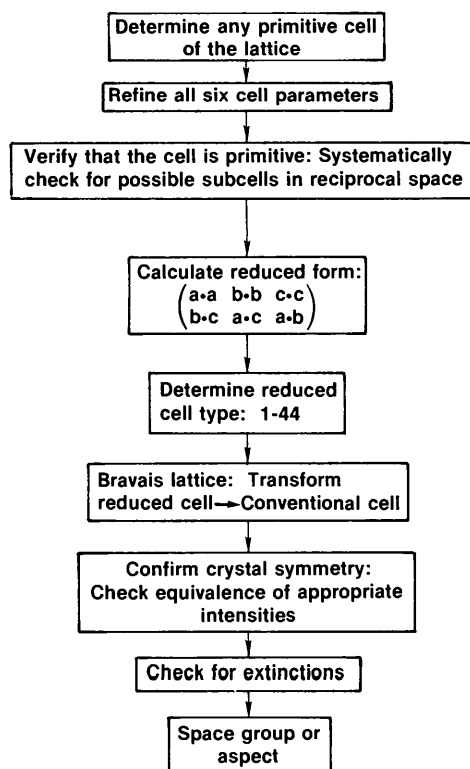 Determine any primitive cell
of the lattice
Refine all six cell parameters
Verify that the cell is primitive: Systematically
check for possible subcells in reciprocal space
Calculate reduced form:
(a•a b•b c•c
b•c a•c a•b)
Determine reduced
cell type: 1-44
Bravais lattice: Transform
reduced cell→Conventional cell
Confirm crystal symmetry:
Check equivalence of appropriate
intensities
Check for extinctions
Space group or
aspect